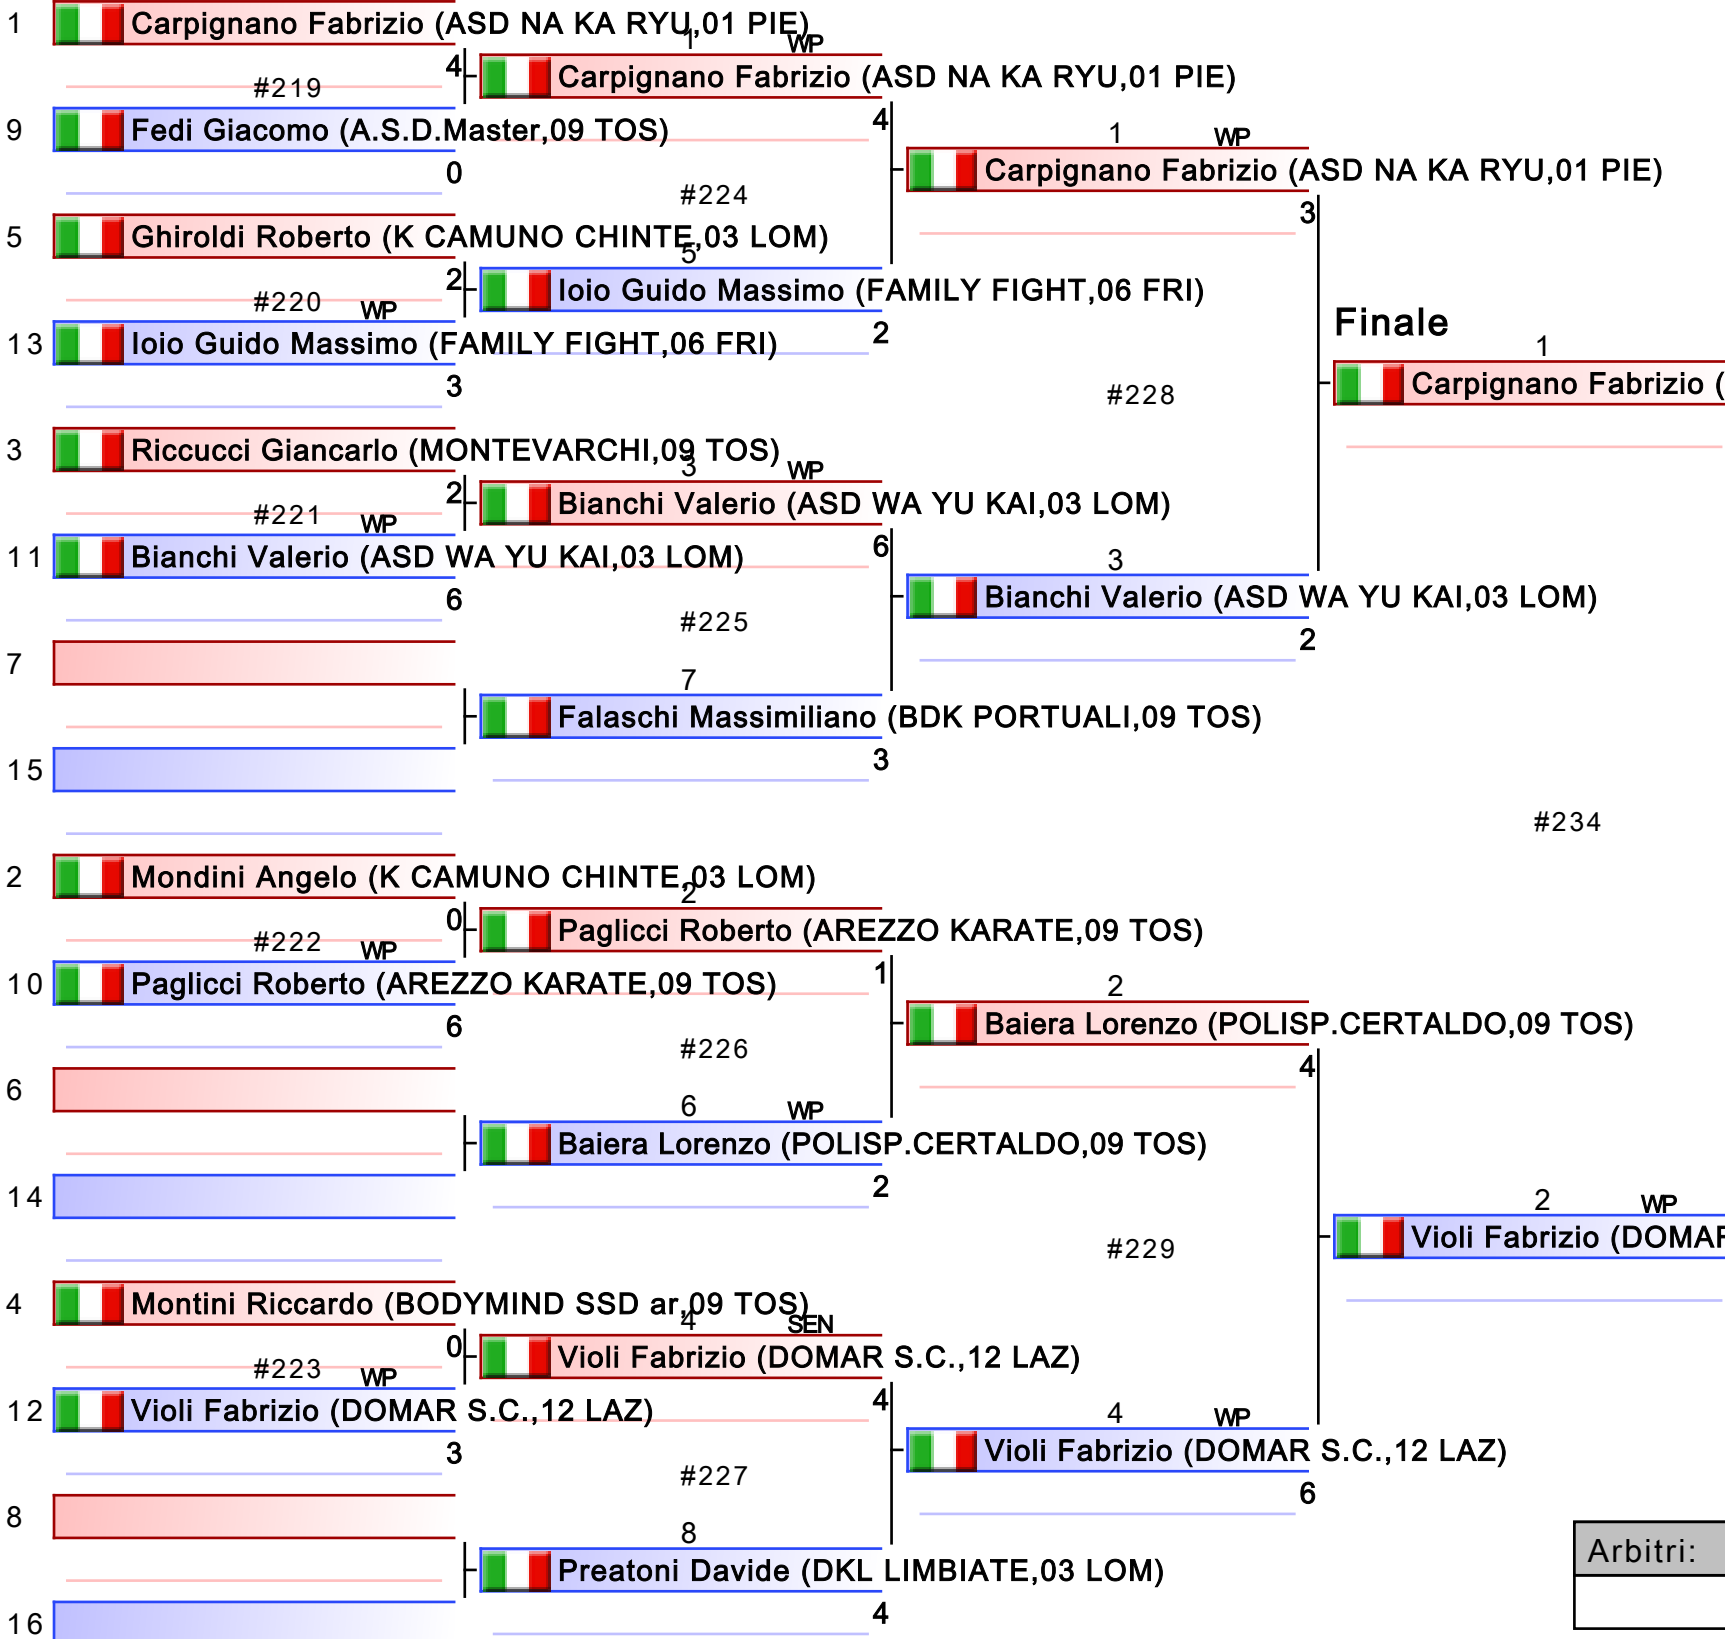 1 Carpignano Fabrizio (ASD NA KA RYU,01 PIE)
4
#219
9 Fedi Giacomo (A.S.D.Master,09 TOS)
0
5 Ghiroldi Roberto (K CAMUNO CHINTE,03 LOM)
2
#220 WP
13 Ioio Guido Massimo (FAMILY FIGHT,06 FRI)
3
3 Riccucci Giancarlo (MONTEVARCHI,09 TOS)
2
#221 WP
11 Bianchi Valerio (ASD WA YU KAI,03 LOM)
6
7
15
2 Mondini Angelo (K CAMUNO CHINTE,03 LOM)
0
#222 WP
10 Paglicci Roberto (AREZZO KARATE,09 TOS)
6
6
14
4 Montini Riccardo (BODYMIND SSD ar,09 TOS)
0
#223 WP
12 Violi Fabrizio (DOMAR S.C.,12 LAZ)
3
8
16
1 WP
Carpignano Fabrizio (ASD NA KA RYU,01 PIE)
4
#224
5
Ioio Guido Massimo (FAMILY FIGHT,06 FRI)
2
3 WP
Bianchi Valerio (ASD WA YU KAI,03 LOM)
6
#225
7
Falaschi Massimiliano (BDK PORTUALI,09 TOS)
3
2
Paglicci Roberto (AREZZO KARATE,09 TOS)
1
#226
6 WP
Baiera Lorenzo (POLISP.CERTALDO,09 TOS)
2
4 SEN
Violi Fabrizio (DOMAR S.C.,12 LAZ)
4
#227
8
Preatoni Davide (DKL LIMBIATE,03 LOM)
4
1 WP
Carpignano Fabrizio (ASD NA KA RYU,01 PIE)
3
#228
3
Bianchi Valerio (ASD WA YU KAI,03 LOM)
2
2
Baiera Lorenzo (POLISP.CERTALDO,09 TOS)
4
#229
4 WP
Violi Fabrizio (DOMAR S.C.,12 LAZ)
6
Finale
1
Carpignano Fabrizio (
#234
2 WP
Violi Fabrizio (DOMAR
Arbitri: